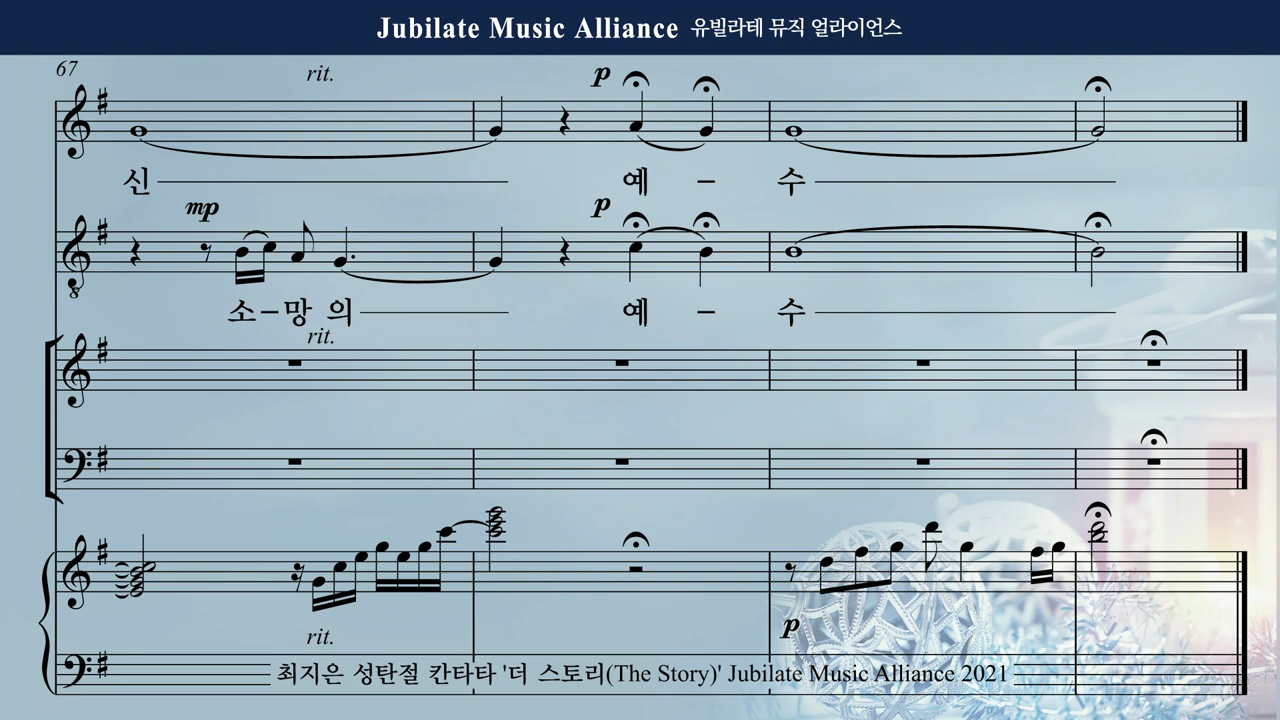 Jubilate Music Alliance 유빌라테 뮤직 얼라이언스
67
rit.
p
신 예 - 수
mp
p
소-망 의 예 - 수
rit.
rit.
p
최지은 성탄절 칸타타 '더 스토리(The Story)' Jubilate Music Alliance 2021